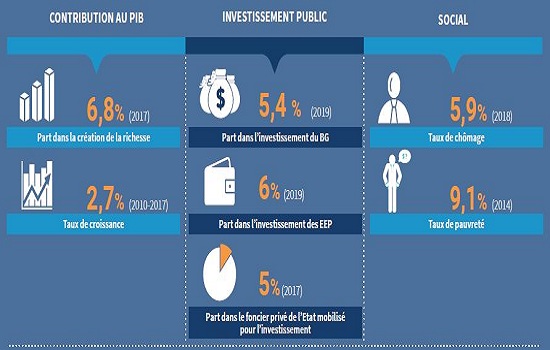 CONTRIBUTION AU PIB
6,8% (2017)
Part dans la création de la richesse
2,7% (2010-2017)
Taux de croissance
INVESTISSEMENT PUBLIC
$
5,4 % (2019)
Part dans l'investissement du BG
6% (2019)
Part dans l'investissement des EEP
5% (2017)
Part dans le foncier privé de l'Etat mobilisé
pour l'investissement
SOCIAL
5,9% (2018)
Taux de chômage
9,1% (2014)
Taux de pauvreté